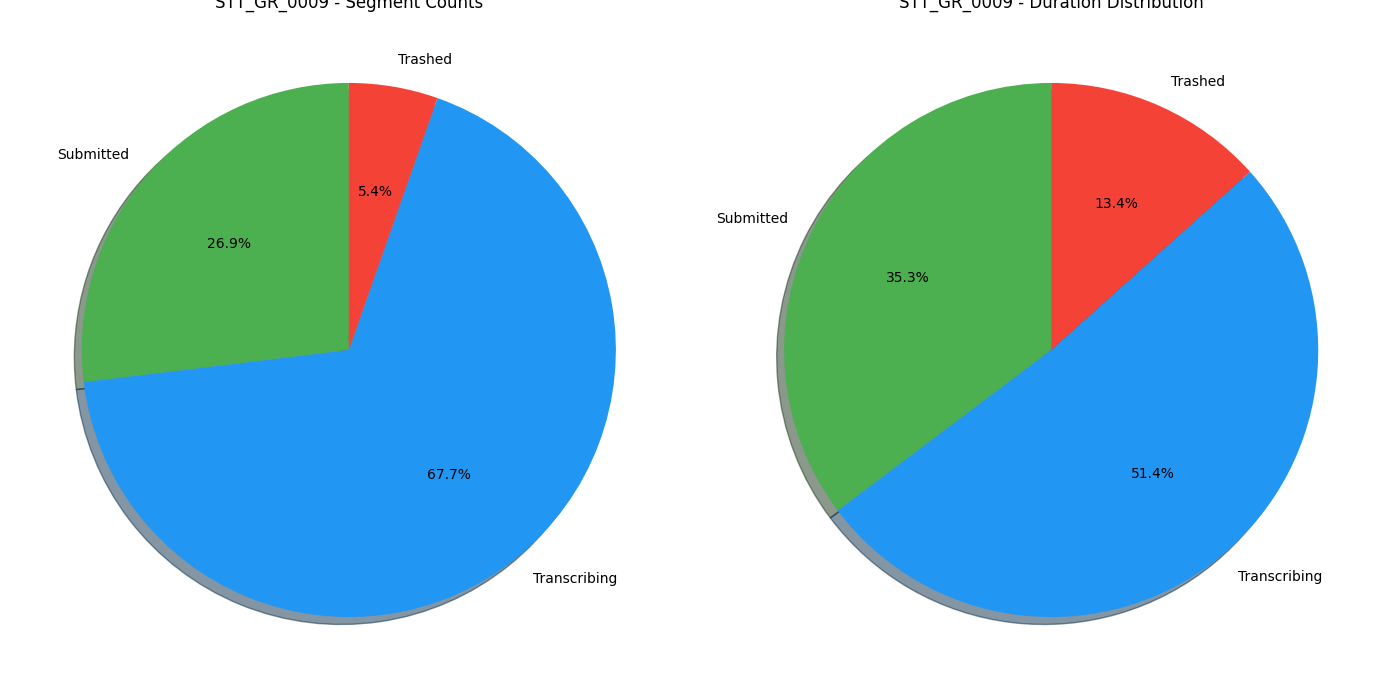 STT_GR_0009 - Segment Counts
Trashed
Submitted
5.4%
26.9%
67.7%
Transcribing
STT_GR_0009 - Duration Distribution
Trashed
Submitted
13.4%
35.3%
51.4%
Transcribing